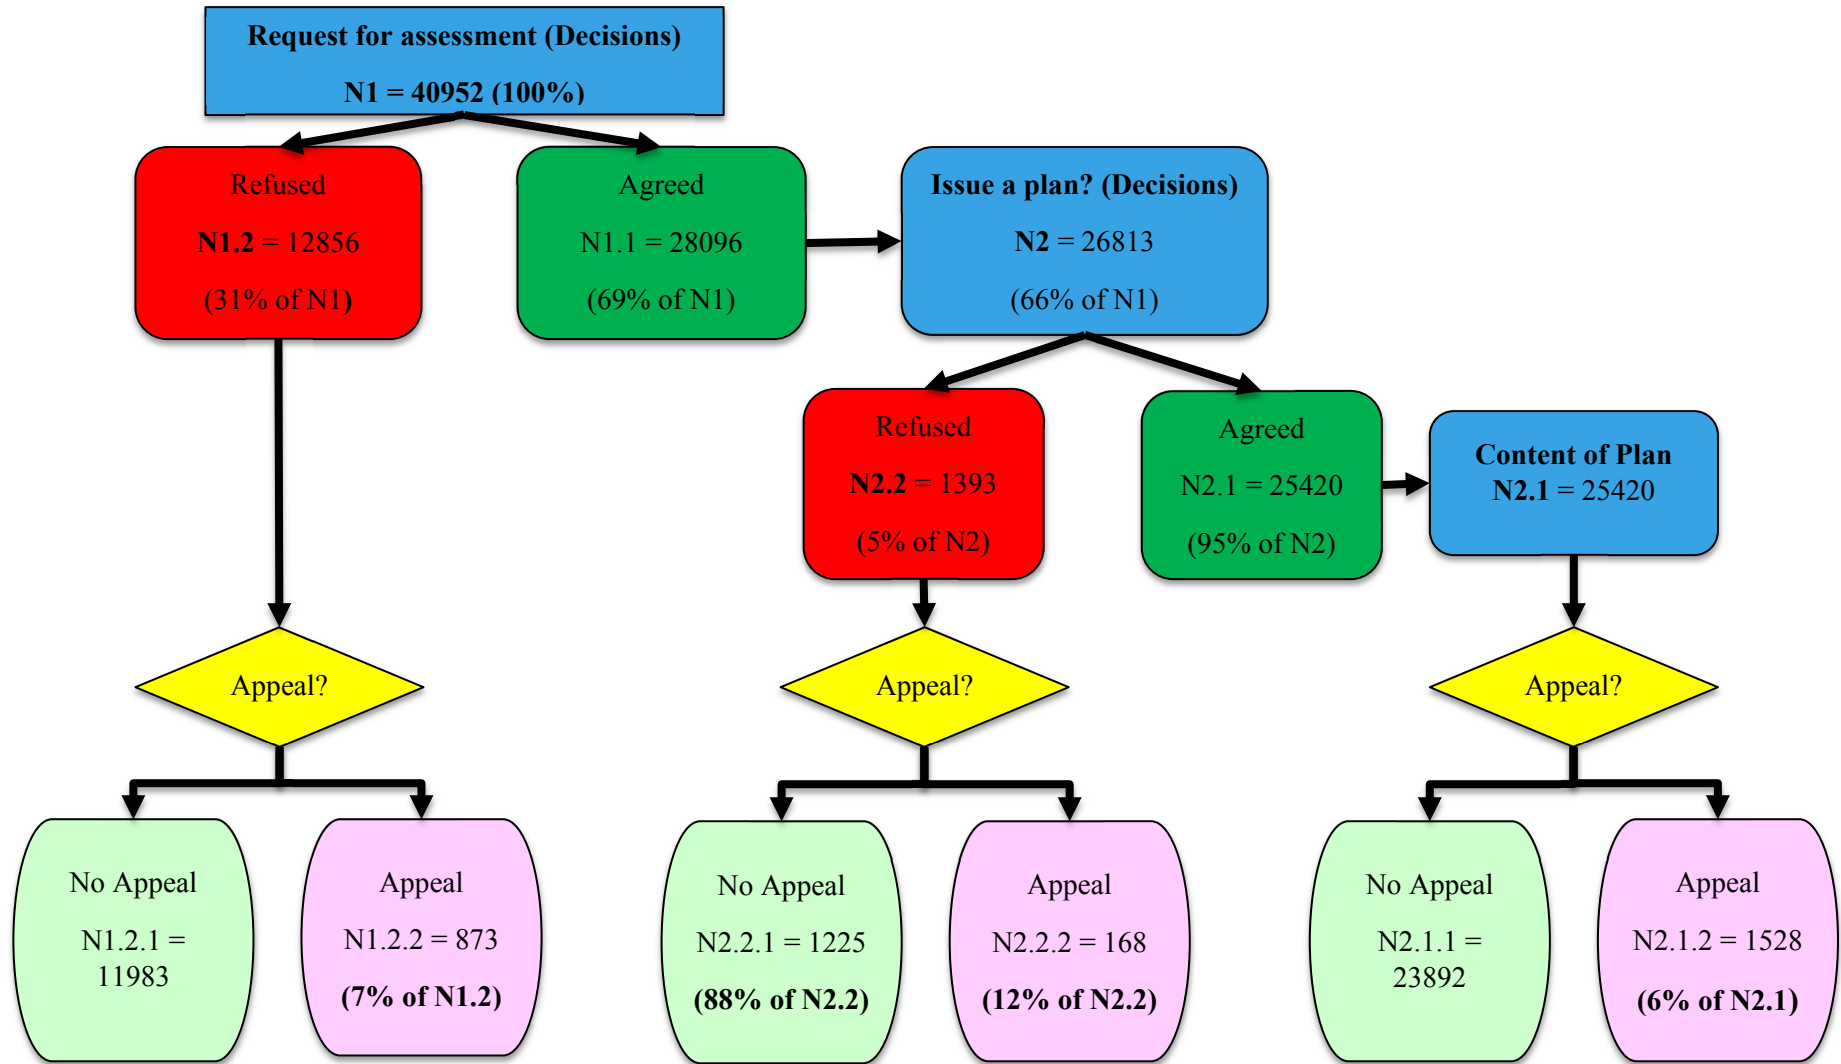 Request for assessment (Decisions)
N1 = 40952 (100%)
Refused
N1.2 = 12856
(31% of N1)
Agreed
N1.1 = 28096
(69% of N1)
Issue a plan? (Decisions)
N2 = 26813
(66% of N1)
Refused
N2.2 = 1393
(5% of N2)
Agreed
N2.1 = 25420
(95% of N2)
Content of Plan
N2.1 = 25420
Appeal?
Appeal?
Appeal?
No Appeal
N1.2.1 =
11983
Appeal
N1.2.2 = 873
(7% of N1.2)
No Appeal
N2.2.1 = 1225
(88% of N2.2)
Appeal
N2.2.2 = 168
(12% of N2.2)
No Appeal
N2.1.1 =
23892
Appeal
N2.1.2 = 1528
(6% of N2.1)